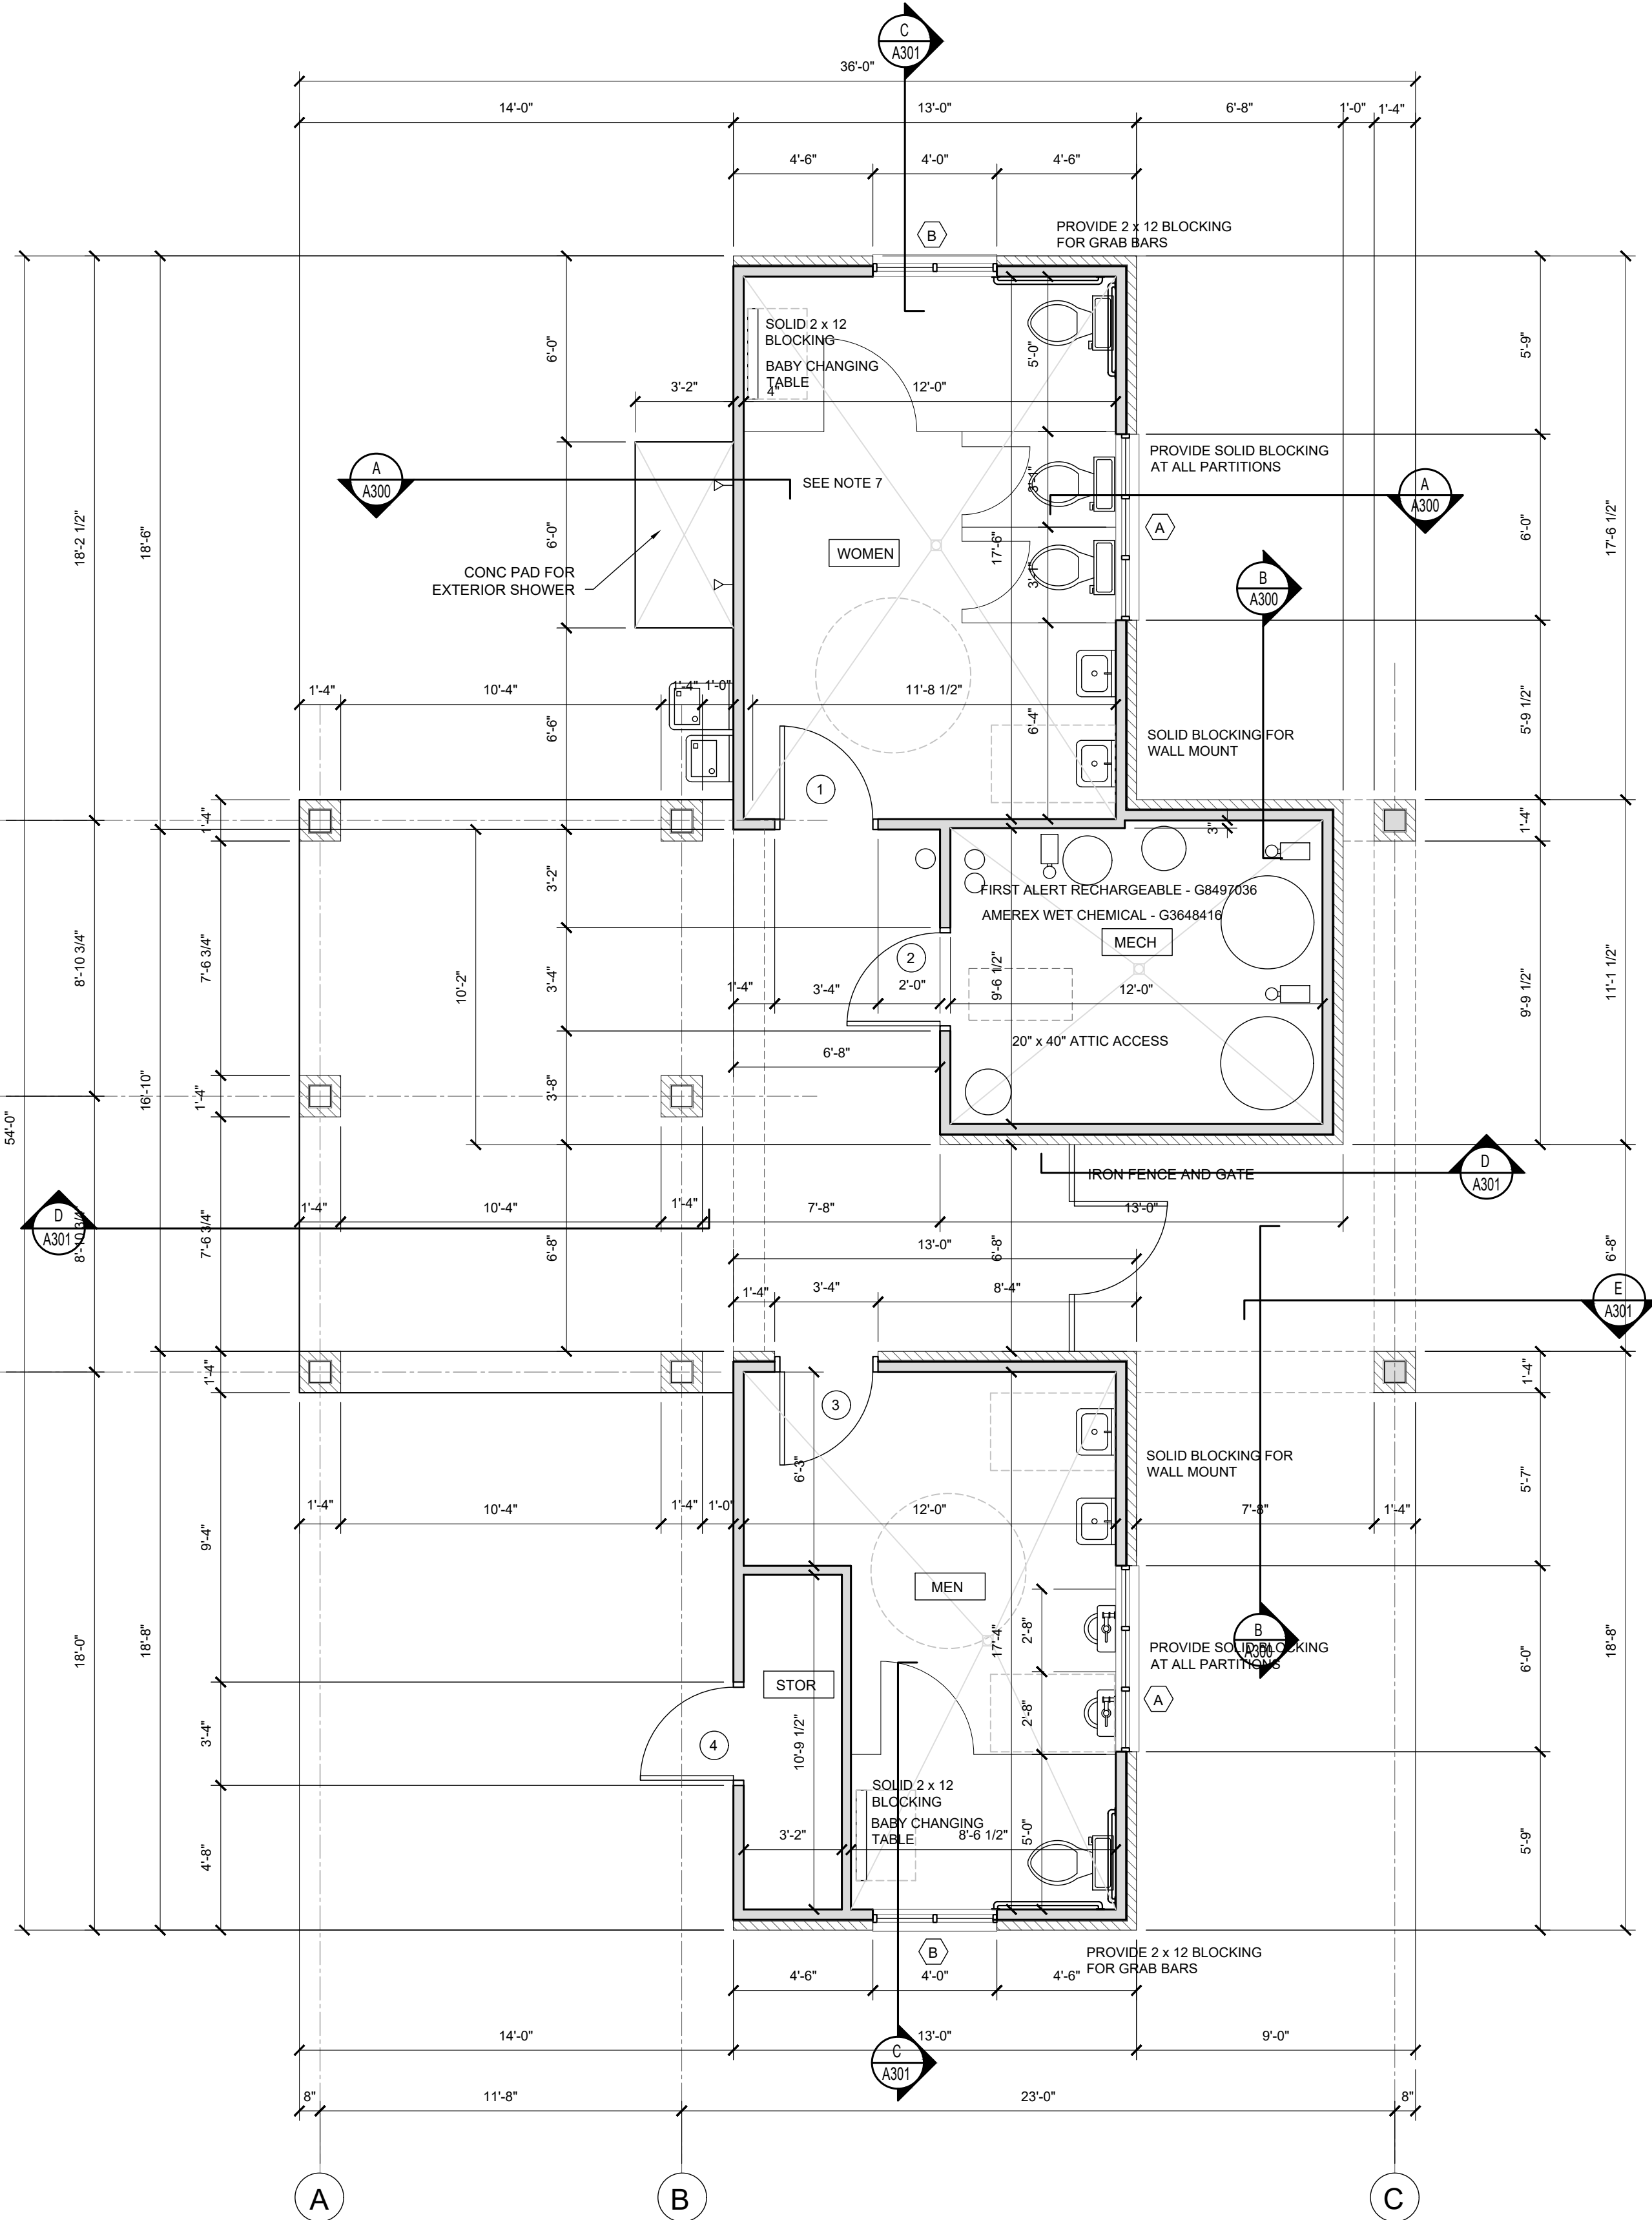 C
A301
36'-0"
14'-0"
13'-0"
6'-8"
1'-0"
1'-4"
4'-6"
4'-0"
4'-6"
B
PROVIDE 2 x 12 BLOCKING
FOR GRAB BARS
SOLID 2 x 12
BLOCKING
BABY CHANGING
TABLE
4"
12'-0"
3'-2"
6'-0"
5'-0"
5'-9"
A
A300
SEE NOTE 7
PROVIDE SOLID BLOCKING
AT ALL PARTITIONS
A
A300
3'-1"
A
18'-2 1/2"
18'-6"
6'-0"
WOMEN
17'-6"
3'-1"
6'-0"
17'-6 1/2"
CONC PAD FOR
EXTERIOR SHOWER
B
A300
1'-4"
10'-4"
1'-4"
1'-0"
11'-8 1/2"
6'-6"
6'-4"
5'-9 1/2"
SOLID BLOCKING FOR
WALL MOUNT
1
1'-4"
3"
1'-4"
3'-2"
FIRST ALERT RECHARGEABLE - G8497036
AMEREX WET CHEMICAL - G3648416
MECH
8'-10 3/4"
7'-6 3/4"
10'-2"
3'-4"
2
1'-4"
3'-4"
2'-0"
9'-6 1/2"
12'-0"
9'-9 1/2"
11'-1 1/2"
20" x 40" ATTIC ACCESS
6'-8"
54'-0"
16'-10"
1'-4"
3'-8"
IRON FENCE AND GATE
D
A301
D
A301
8'-10 3/4"
7'-6 3/4"
1'-4"
10'-4"
1'-4"
7'-8"
13'-0"
6'-8"
13'-0"
6'-8"
6'-8"
1'-4"
3'-4"
8'-4"
E
A301
1'-4"
1'-4"
3
6'-3"
SOLID BLOCKING FOR
WALL MOUNT
5'-7"
1'-4"
10'-4"
1'-4"
1'-0"
12'-0"
7'-8"
1'-4"
9'-4"
MEN
2'-8"
17'-4"
B
A300
PROVIDE SOLID BLOCKING
AT ALL PARTITIONS
18'-0"
18'-8"
6'-0"
18'-8"
STOR
2'-8"
A
3'-4"
4
10'-9 1/2"
SOLID 2 x 12
BLOCKING
BABY CHANGING
TABLE
3'-2"
8'-6 1/2"
5'-0"
4'-8"
5'-9"
B
PROVIDE 2 x 12 BLOCKING
FOR GRAB BARS
4'-6"
4'-0"
4'-6"
14'-0"
13'-0"
9'-0"
C
A301
8"
11'-8"
23'-0"
8"
A
B
C